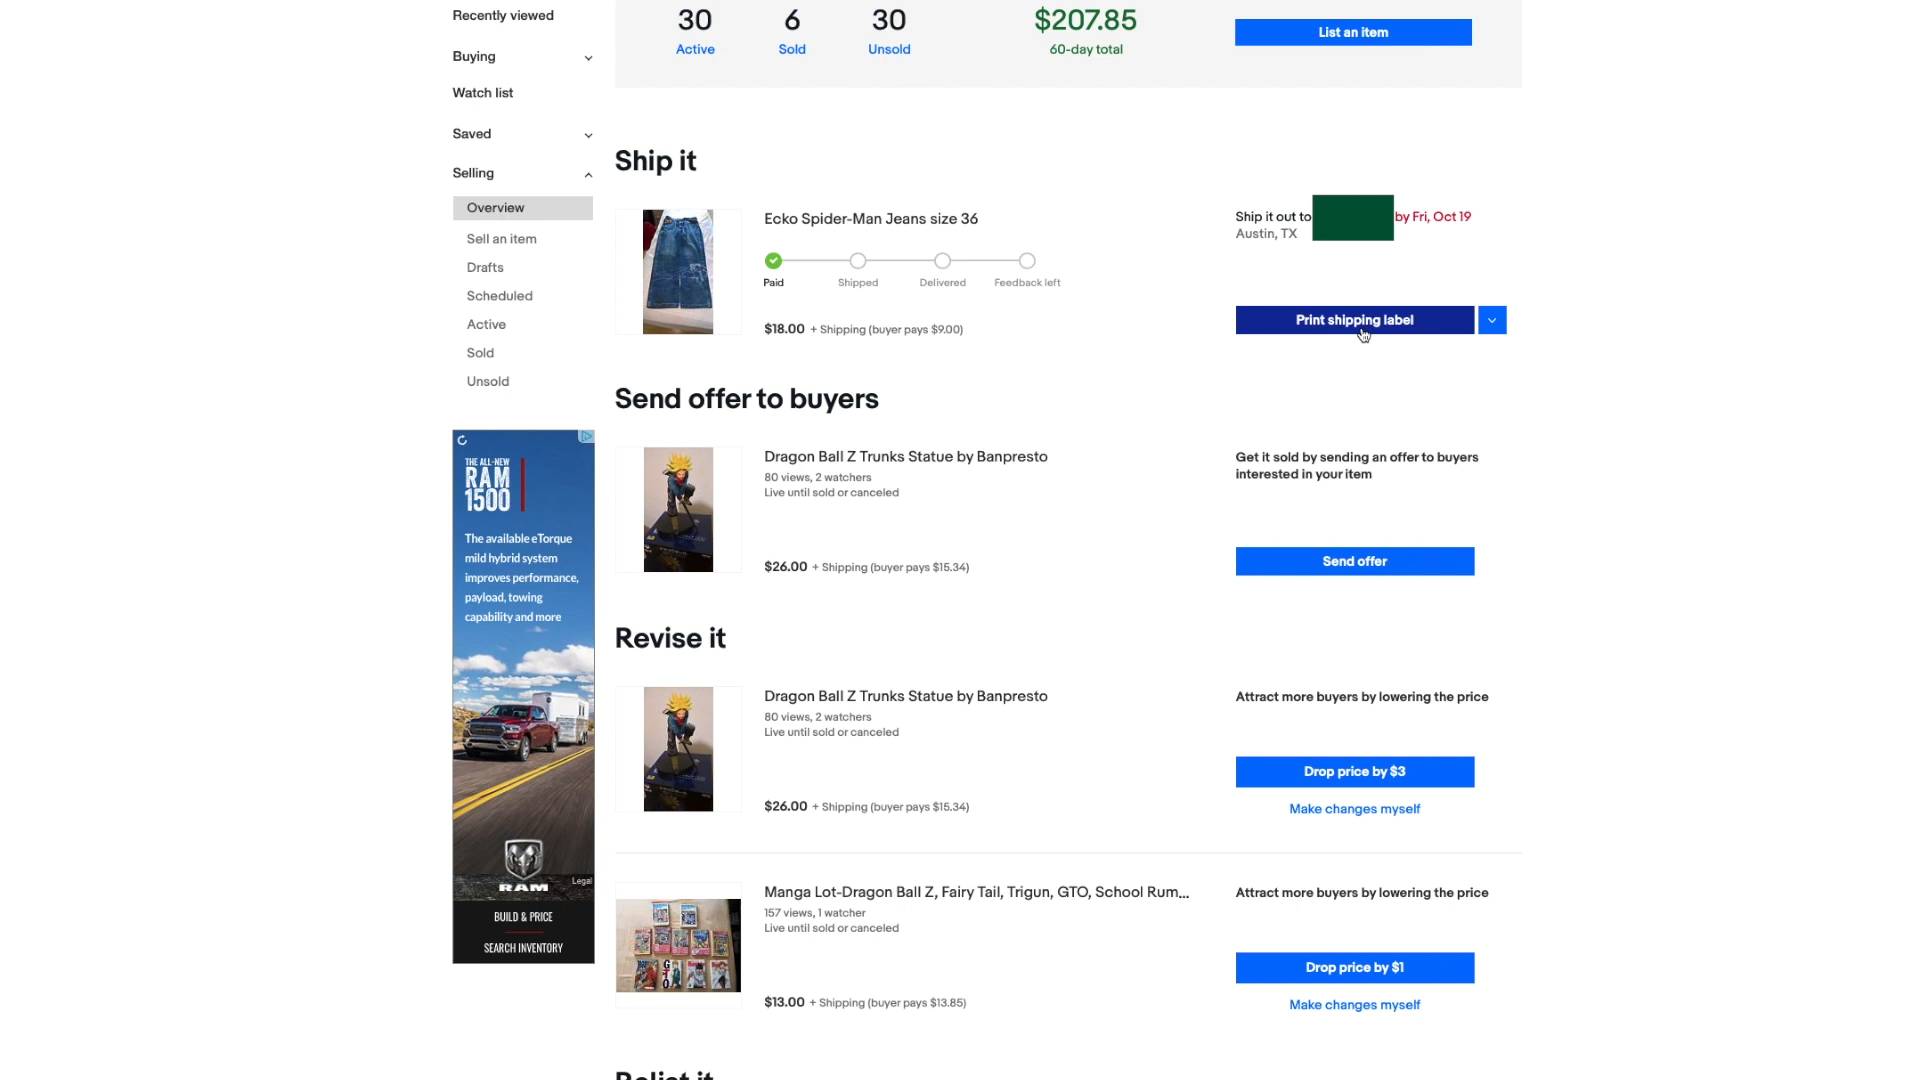 Recently viewed
Buying
Watch list
Saved
Selling
Overview
Sell an item
Drafts
Scheduled
Active
Sold
Unsold
THE ALL-NEW
RAM
1500
The available eTorque
mild hybrid system
improves performance,
payload, towing
capability and more
RAM
Legal
BUILD & PRICE
SEARCH INVENTORY
30
Active
6
Sold
30
Unsold
$207.85
60-day total
List an item
Ship it
Ecko Spider-Man Jeans size 36
Paid
Shipped
Delivered
Feedback left
$18.00 + Shipping (buyer pays $9.00)
Ship it out to by Fri, Oct 19
Austin, TX
Print shipping label
Send offer to buyers
Dragon Ball Z Trunks Statue by Banpresto
80 views, 2 watchers
Live until sold or canceled
$26.00 + Shipping (buyer pays $15.34)
Get it sold by sending an offer to buyers
interested in your item
Send offer
Revise it
Dragon Ball Z Trunks Statue by Banpresto
80 views, 2 watchers
Live until sold or canceled
$26.00 + Shipping (buyer pays $15.34)
Attract more buyers by lowering the price
Drop price by $3
Make changes myself
Manga Lot-Dragon Ball Z, Fairy Tail, Trigun, GTO, School Rum...
157 views, 1 watcher
Live until sold or canceled
$13.00 + Shipping (buyer pays $13.85)
Attract more buyers by lowering the price
Drop price by $1
Make changes myself
Relist it